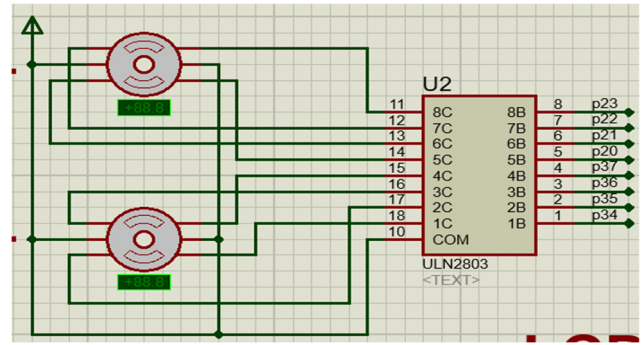 U2
11 8C 8B 8 p23
12 7C 7B 7 p22
13 6C 6B 6 p21
14 5C 5B 5 p20
15 4C 4B 4 p37
16 3C 3B 3 p36
17 2C 2B 2 p35
18 1C 1B 1 p34
10 COM
ULN2803
<TEXT>
+88.8
+88.8